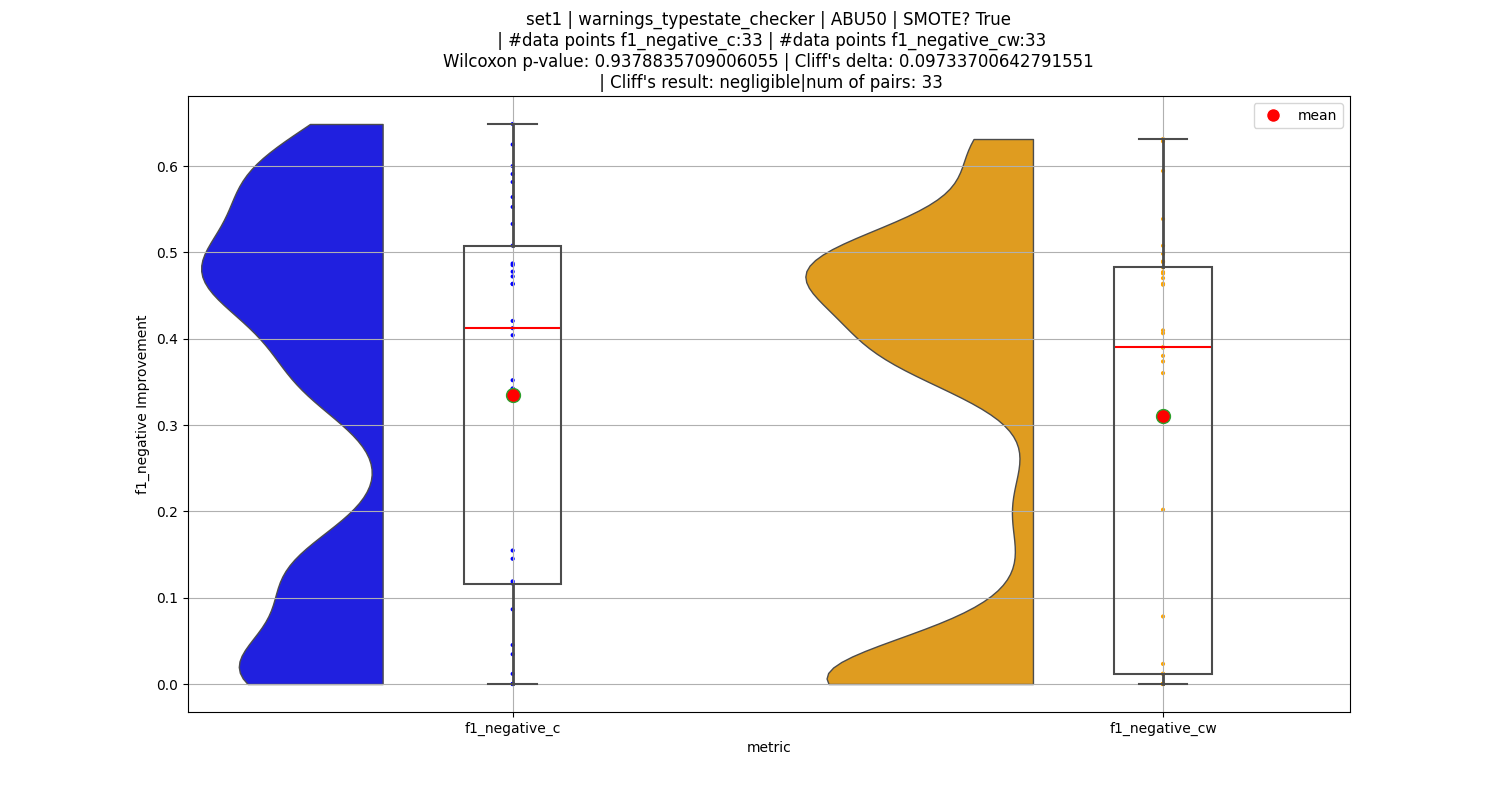 set1 | warnings_typestate_checker | ABU50 | SMOTE? True
| #data points f1_negative_c:33 | #data points f1_negative_cw:33
Wilcoxon p-value: 0.9378835709006055 | Cliff's delta: 0.09733700642791551
| Cliff's result: negligible|num of pairs: 33
mean
f1_negative Improvement
0.6
0.5
0.4
0.3
0.2
0.1
0.0
f1_negative_c
f1_negative_cw
metric